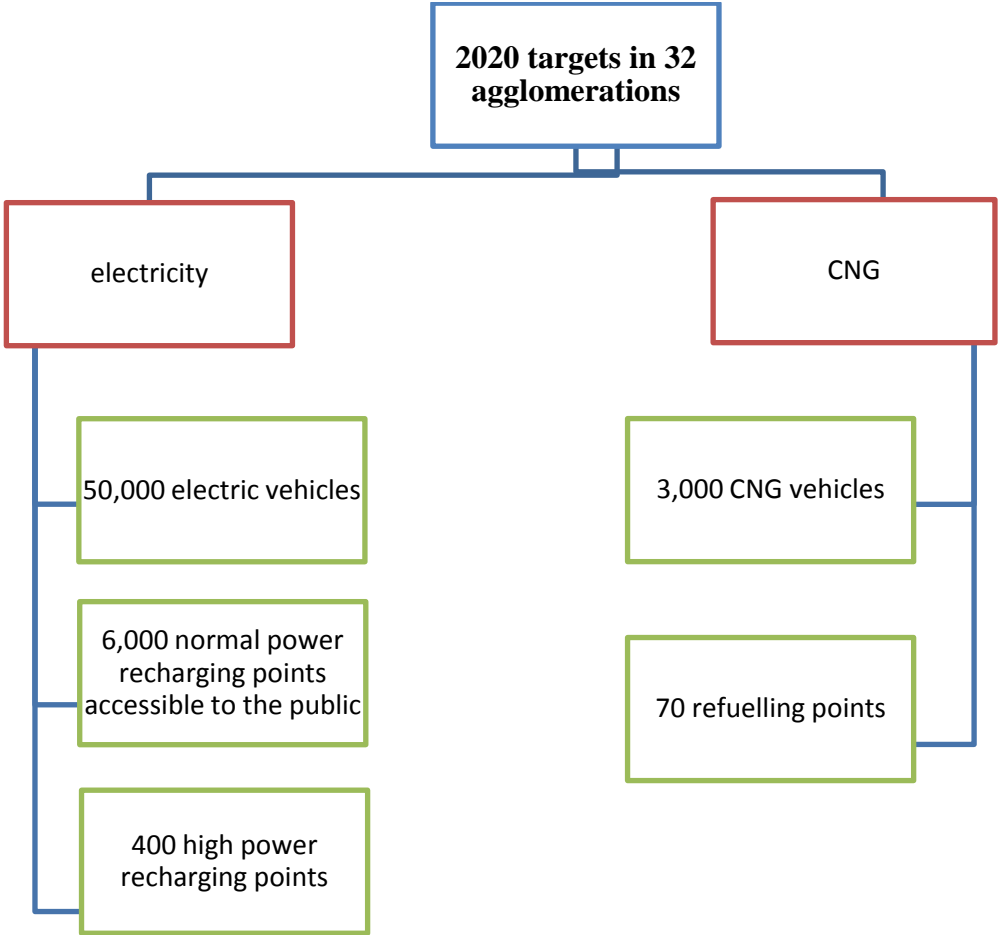 2020 targets in 32
agglomerations
electricity
CNG
50,000 electric vehicles
3,000 CNG vehicles
6,000 normal power
recharging points
accessible to the public
70 refuelling points
400 high power
recharging points